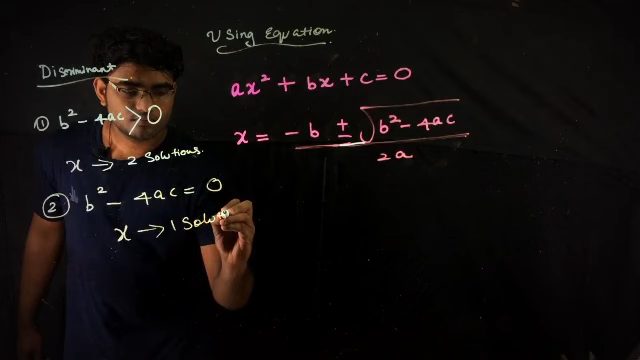 Using Equation
Discriminant
ax² + bx + c = 0
① b² - 4ac > 0
x = -b ± √b² - 4ac
2a
x → 2 Solutions.
② b² - 4ac = 0
x → 1 Solu